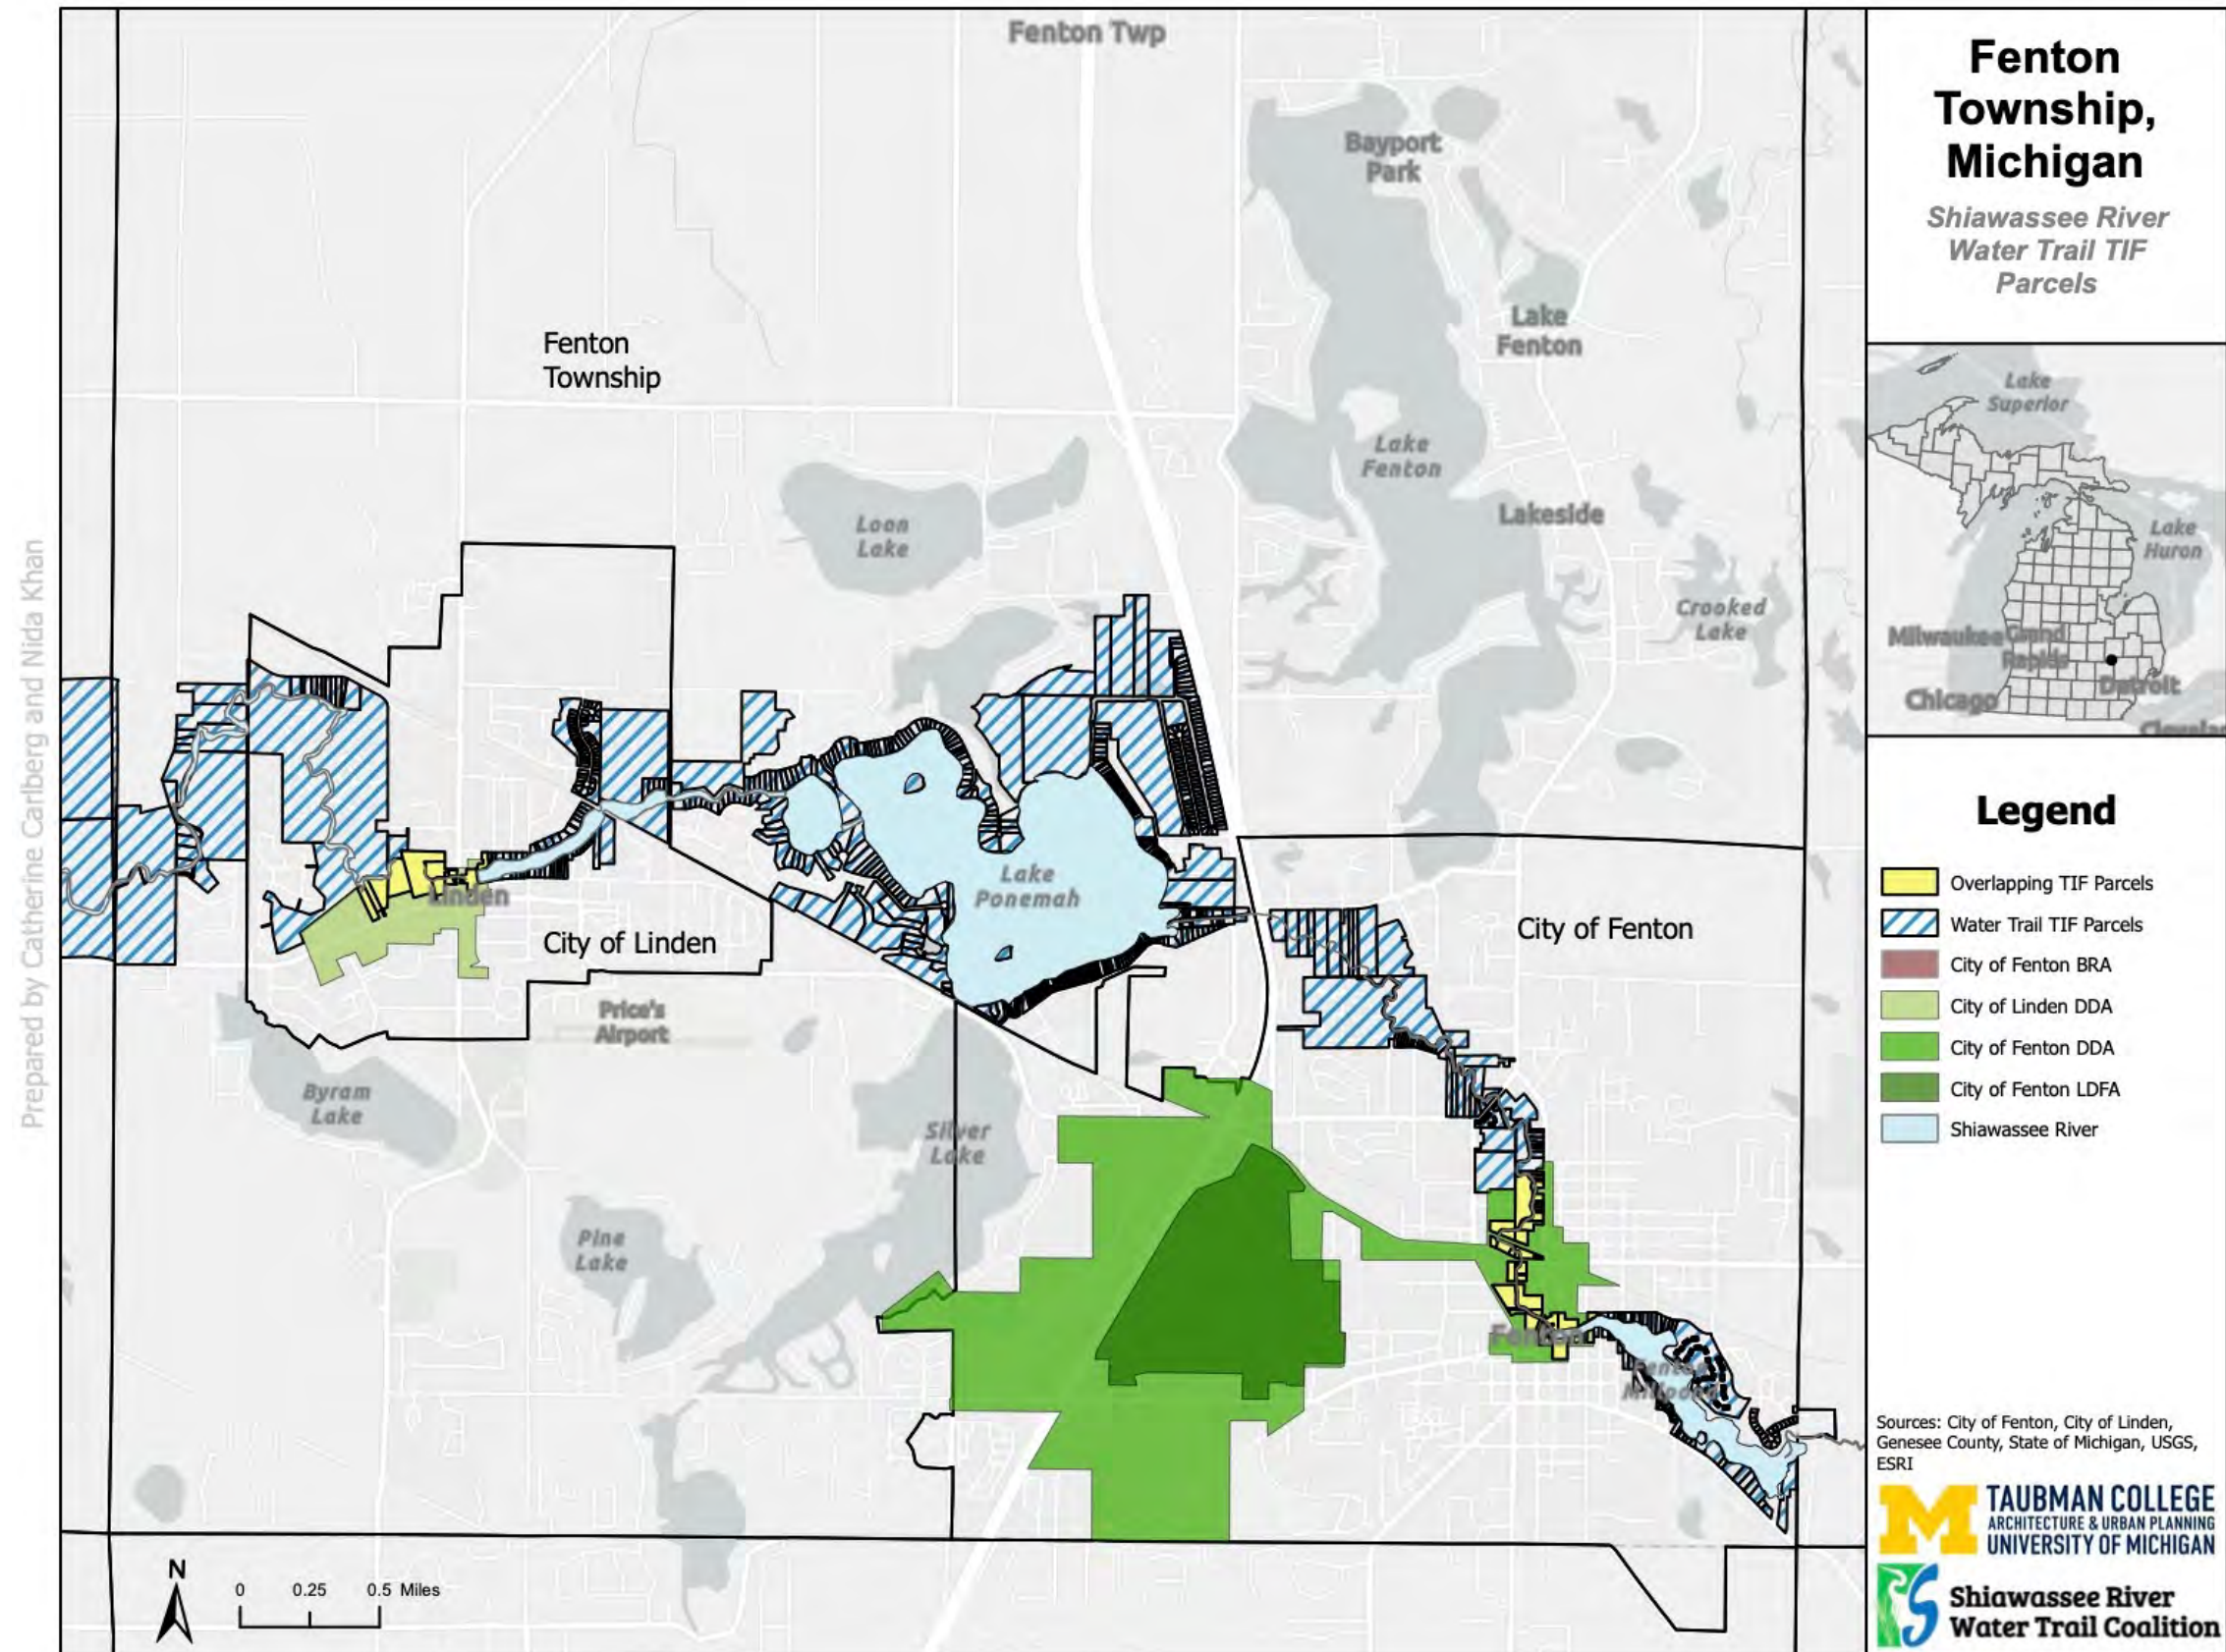 Fenton Twp
Bayport
Park
Lake
Fenton
Fenton
Township
Lake
Fenton
Loon
Lake
Lakeside
Crooked
Lake
Linden
City of Linden
Lake
Ponemah
City of Fenton
Price's
Airport
Byram
Lake
Silver
Lake
Pine
Lake
Fenton
Fenton
Millpond
N
0 0.25 0.5 Miles
Prepared by Catherine Carlberg and Nida Khan
Fenton
Township,
Michigan
Shiawassee River
Water Trail TIF
Parcels
Lake
Superior
Lake
Huron
Milwaukee
Grand
Rapids
Detroit
Chicago
Legend
Overlapping TIF Parcels
Water Trail TIF Parcels
City of Fenton BRA
City of Linden DDA
City of Fenton DDA
City of Fenton LDFA
Shiawassee River
Sources: City of Fenton, City of Linden,
Genesee County, State of Michigan, USGS,
ESRI
M
TAUBMAN COLLEGE
ARCHITECTURE & URBAN PLANNING
UNIVERSITY OF MICHIGAN
Shiawassee River
Water Trail Coalition